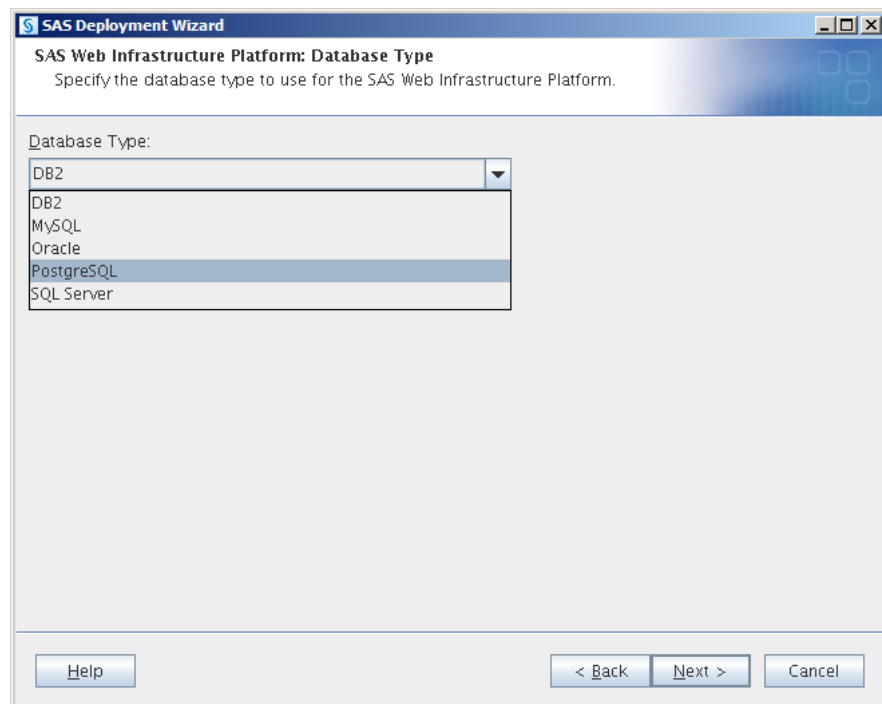 SAS Deployment Wizard
SAS Web Infrastructure Platform: Database Type
Specify the database type to use for the SAS Web Infrastructure Platform.
Database Type:
DB2
DB2
MySQL
Oracle
PostgreSQL
SQL Server
Help
< Back
Next >
Cancel